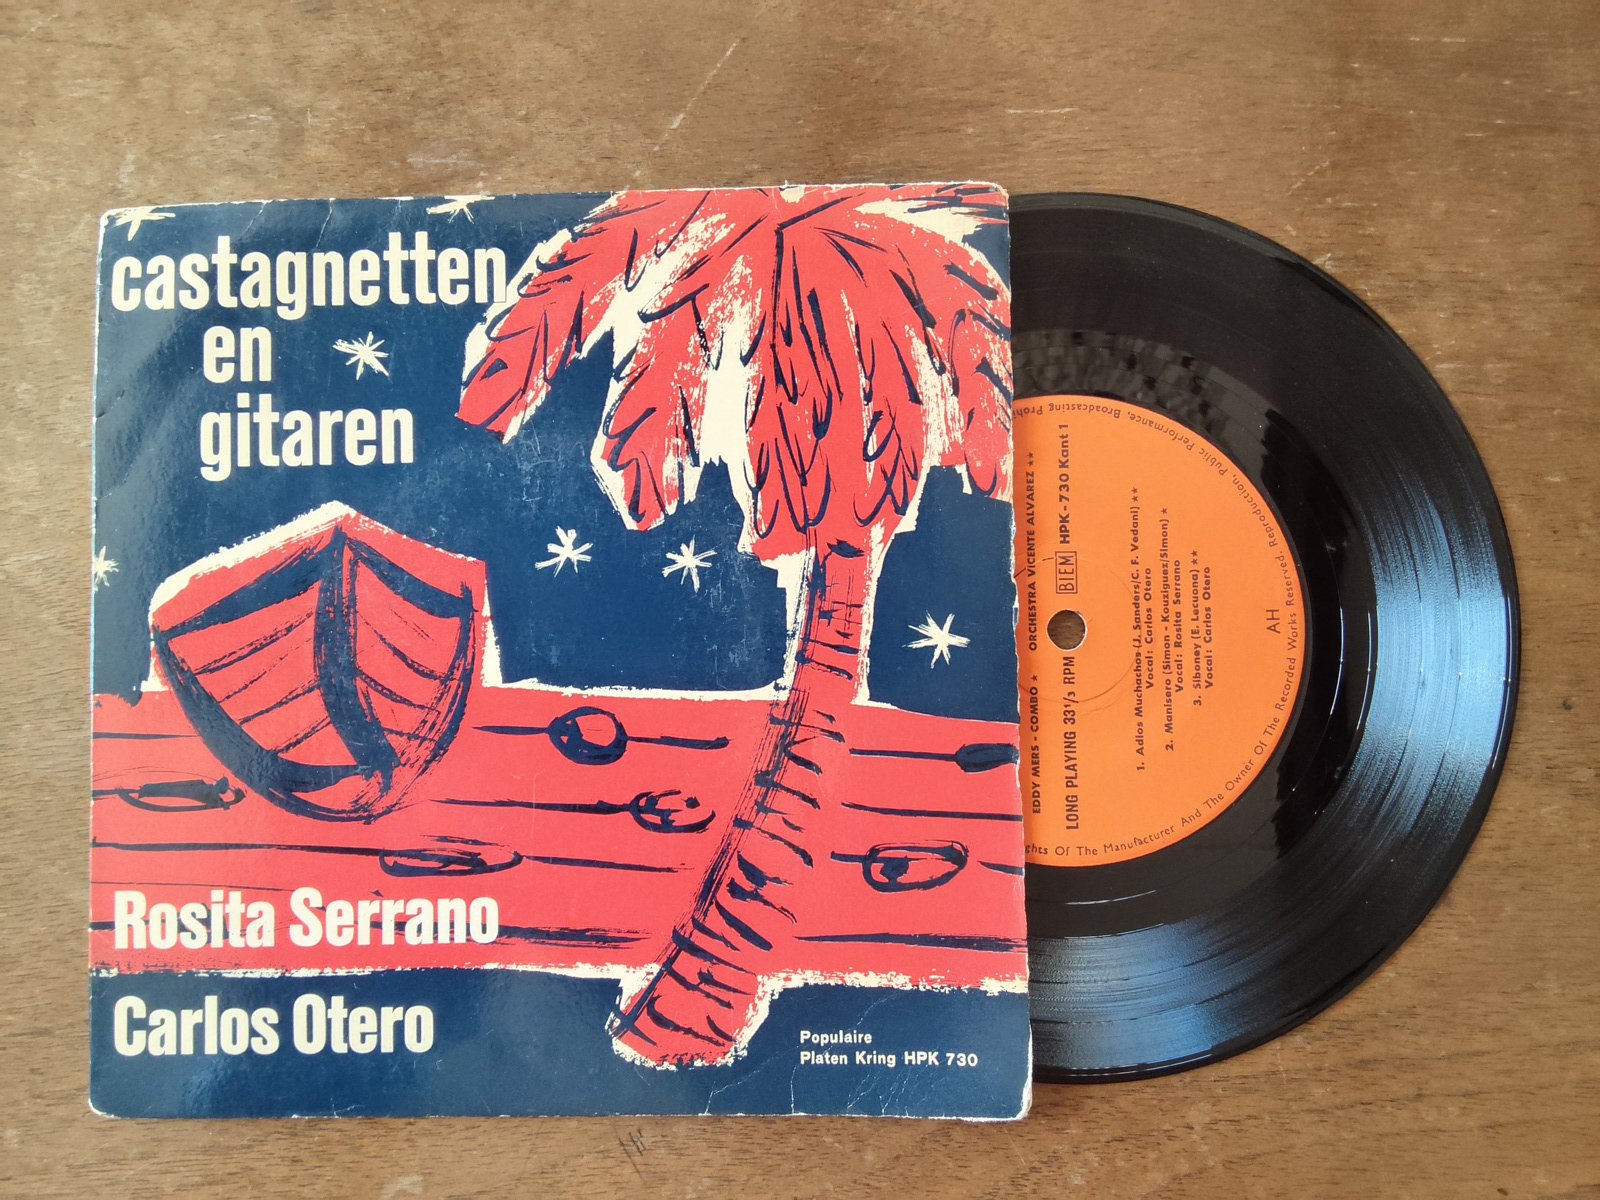 castagnetten
en
gitaren
Rosita Serrano
Carlos Otero
Populaire
Platen Kring HPK 730
EDDY MERS - COMBO * ORCHESTRA VICENTE ALVAREZ **
LONG PLAYING 33 1/3 RPM BIEM HPK - 730 Kant 1
1. Adios Muchachos (J. Sanders/C. F. Vedani) **
Vocal: Carlos Otero
2. Manisero (Simon - Kouziguez/Simon) *
Vocal: Rosita Serrano
3. Siboney (E. Lecuona) **
Vocal: Carlos Otero
AH
Of The Manufacturer And The Owner Of The Recorded Works Reserved. Reproduction, Public Performance, Broadcasting